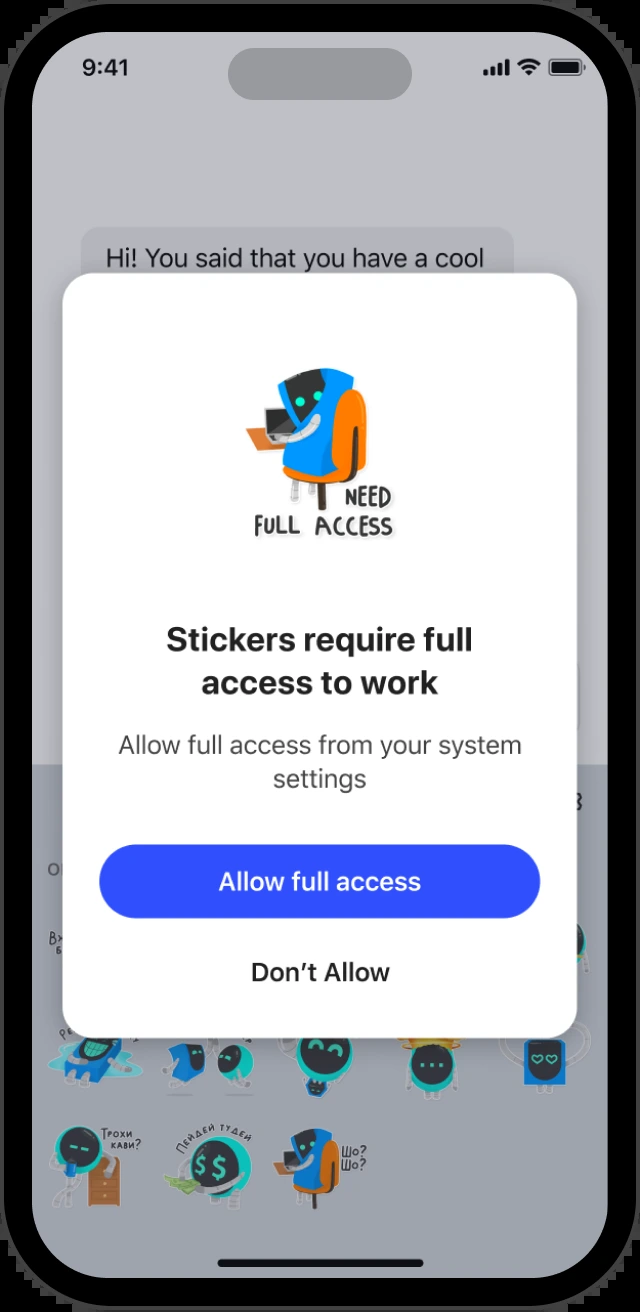 9:41
Hi! You said that you have a cool
NEED
FULL ACCESS
Stickers require full
access to work
Allow full access from your system
settings
Allow full access
Don't Allow
Трохи
кави?
Пейдей тудей
Шо?
Шо?